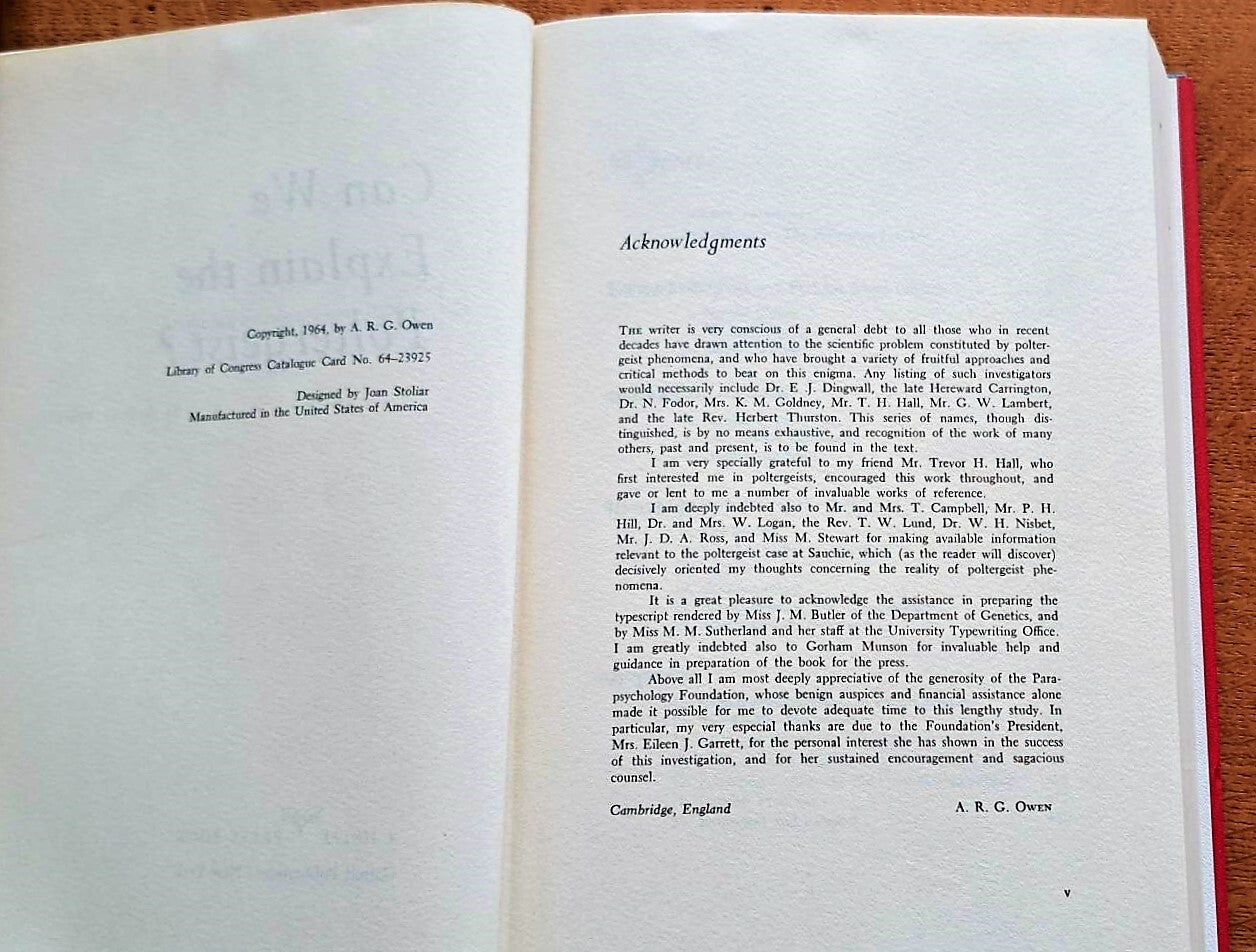 Copyright, 1964, by A. R. G. Owen
Library of Congress Catalogue Card No. 64–23925
Designed by Joan Stoliar
Manufactured in the United States of America
Can We
Explain the
Acknowledgments
THE writer is very conscious of a general debt to all those who in recent
decades have drawn attention to the scientific problem constituted by polter-
geist phenomena, and who have brought a variety of fruitful approaches and
critical methods to bear on this enigma. Any listing of such investigators
would necessarily include Dr. E .J. Dingwall, the late Hereward Carrington,
Dr. N. Fodor, Mrs. K. M. Goldney, Mr. T. H. Hall, Mr. G. W. Lambert,
and the late Rev. Herbert Thurston. This series of names, though dis-
tinguished, is by no means exhaustive, and recognition of the work of many
others, past and present, is to be found in the text.
I am very specially grateful to my friend Mr. Trevor H. Hall, who
first interested me in poltergeists, encouraged this work throughout, and
gave or lent to me a number of invaluable works of reference.
I am deeply indebted also to Mr. and Mrs. T. Campbell, Mr. P. H.
Hill, Dr. and Mrs. W. Logan, the Rev. T. W. Lund, Dr. W. H. Nisbet,
Mr. J. D. A. Ross, and Miss M. Stewart for making available information
relevant to the poltergeist case at Sauchie, which (as the reader will discover)
decisively oriented my thoughts concerning the reality of poltergeist phe-
nomena.
It is a great pleasure to acknowledge the assistance in preparing the
typescript rendered by Miss J. M. Butler of the Department of Genetics, and
by Miss M. M. Sutherland and her staff at the University Typewriting Office.
I am greatly indebted also to Gorham Munson for invaluable help and
guidance in preparation of the book for the press.
Above all I am most deeply appreciative of the generosity of the Para-
psychology Foundation, whose benign auspices and financial assistance alone
made it possible for me to devote adequate time to this lengthy study. In
particular, my very especial thanks are due to the Foundation's President,
Mrs. Eileen J. Garrett, for the personal interest she has shown in the success
of this investigation, and for her sustained encouragement and sagacious
counsel.
Cambridge, England
A. R. G. OWEN
v